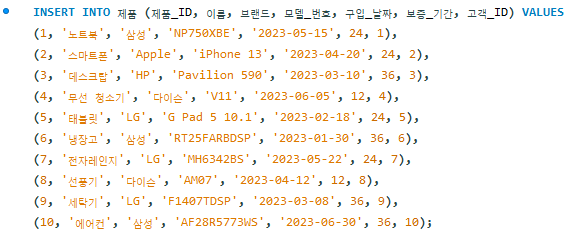 INSERT INTO 제품 (제품_ID, 이름, 브랜드, 모델_번호, 구입_날짜, 보증_기간, 고객_ID) VALUES
(1, '노트북', '삼성', 'NP750XBE', '2023-05-15', 24, 1),
(2, '스마트폰', 'Apple', 'iPhone 13', '2023-04-20', 24, 2),
(3, '데스크탑', 'HP', 'Pavilion 590', '2023-03-10', 36, 3),
(4, '무선 청소기', '다이슨', 'V11', '2023-06-05', 12, 4),
(5, '태블릿', 'LG', 'G Pad 5 10.1', '2023-02-18', 24, 5),
(6, '냉장고', '삼성', 'RT25FARBDSP', '2023-01-30', 36, 6),
(7, '전자레인지', 'LG', 'MH6342BS', '2023-05-22', 24, 7),
(8, '선풍기', '다이슨', 'AM07', '2023-04-12', 12, 8),
(9, '세탁기', 'LG', 'F1407TDSP', '2023-03-08', 36, 9),
(10, '에어컨', '삼성', 'AF28R5773WS', '2023-06-30', 36, 10);